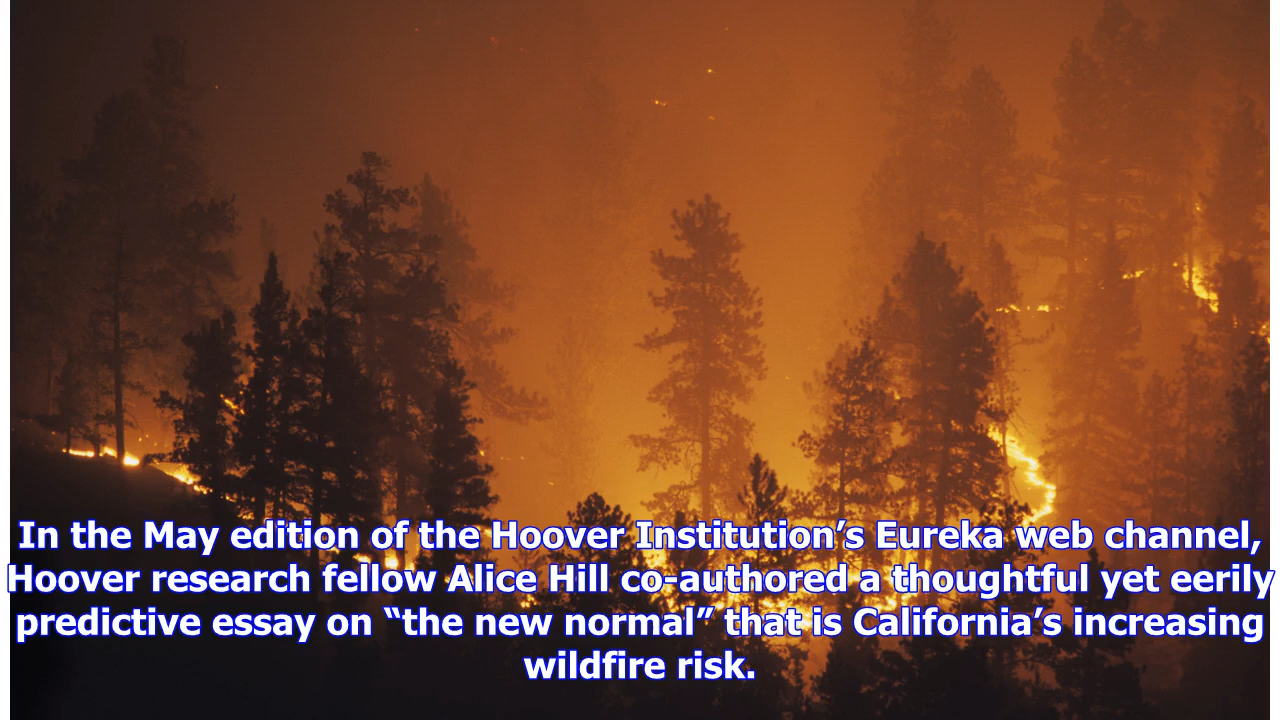 In the May edition of the Hoover Institution’s Eureka web channel,
Hoover research fellow Alice Hill co-authored a thoughtful yet eerily
predictive essay on “the new normal” that is California’s increasing
wildfire risk.